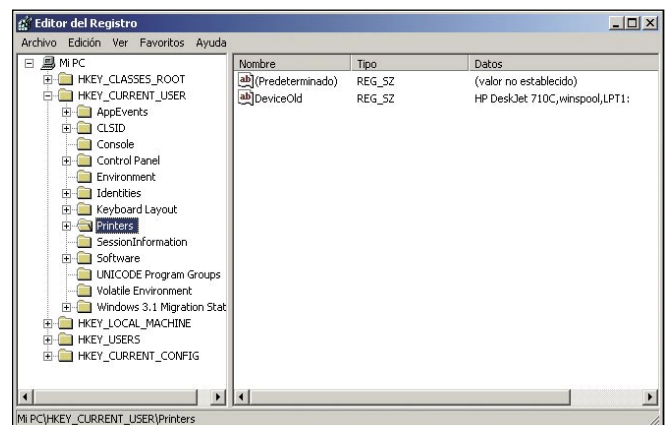 Editor del Registro
Archivo Edición Ver Favoritos Ayuda
Mi PC
HKEY_CLASSES_ROOT
HKEY_CURRENT_USER
AppEvents
CLSID
Console
Control Panel
Environment
Identities
Keyboard Layout
Printers
SessionInformation
Software
UNICODE Program Groups
Volatile Environment
Windows 3.1 Migration Stat
HKEY_LOCAL_MACHINE
HKEY_USERS
HKEY_CURRENT_CONFIG
Nombre Tipo Datos
ab (Predeterminado) REG_SZ (valor no establecido)
ab DeviceOld REG_SZ HP DeskJet 710C,winspool,LPT1:
Mi PC\HKEY_CURRENT_USER\Printers